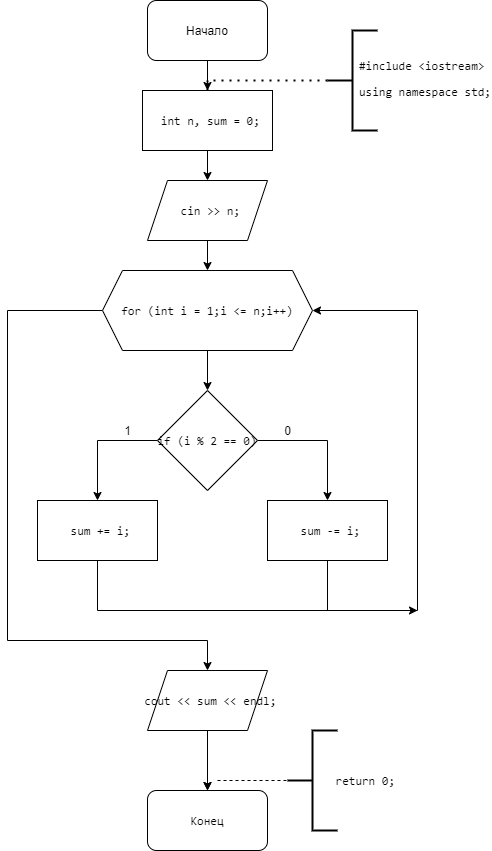 Начало
#include <iostream>
using namespace std;
int n, sum = 0;
cin >> n;
for (int i = 1;i <= n;i++)
1
if (i % 2 == 0)
0
sum += i;
sum -= i;
cout << sum << endl;
return 0;
Конец